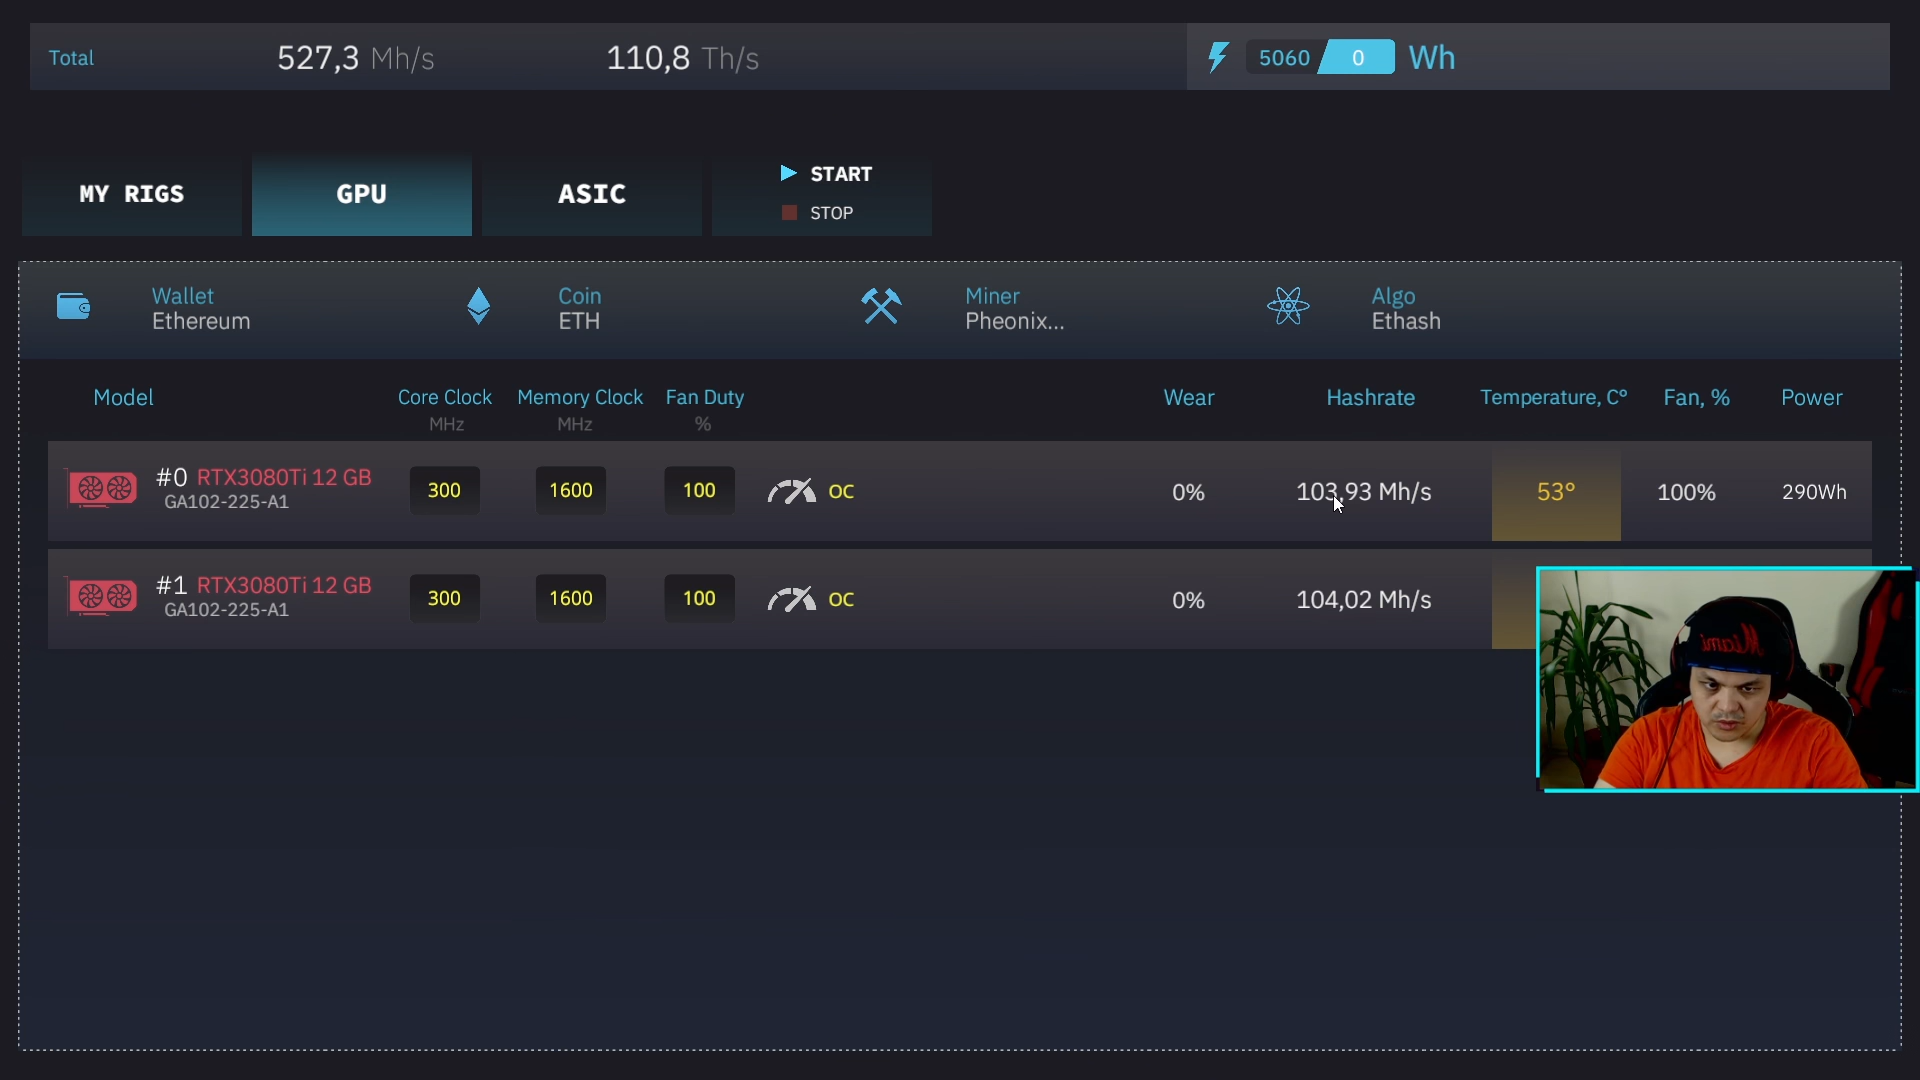 Total 527,3 Mh/s 110,8 Th/s 5060 0 Wh
MY RIGS GPU ASIC START
STOP
Wallet Coin Miner Algo
Ethereum ETH Pheonix... Ethash
Model Core Clock Memory Clock Fan Duty Wear Hashrate Temperature, C° Fan, % Power
MHz MHz %
#0 RTX3080Ti 12 GB 300 1600 100 OC 0% 103,93 Mh/s 53° 100% 290Wh
GA102-225-A1
#1 RTX3080Ti 12 GB 300 1600 100 OC 0% 104,02 Mh/s
GA102-225-A1
Miami